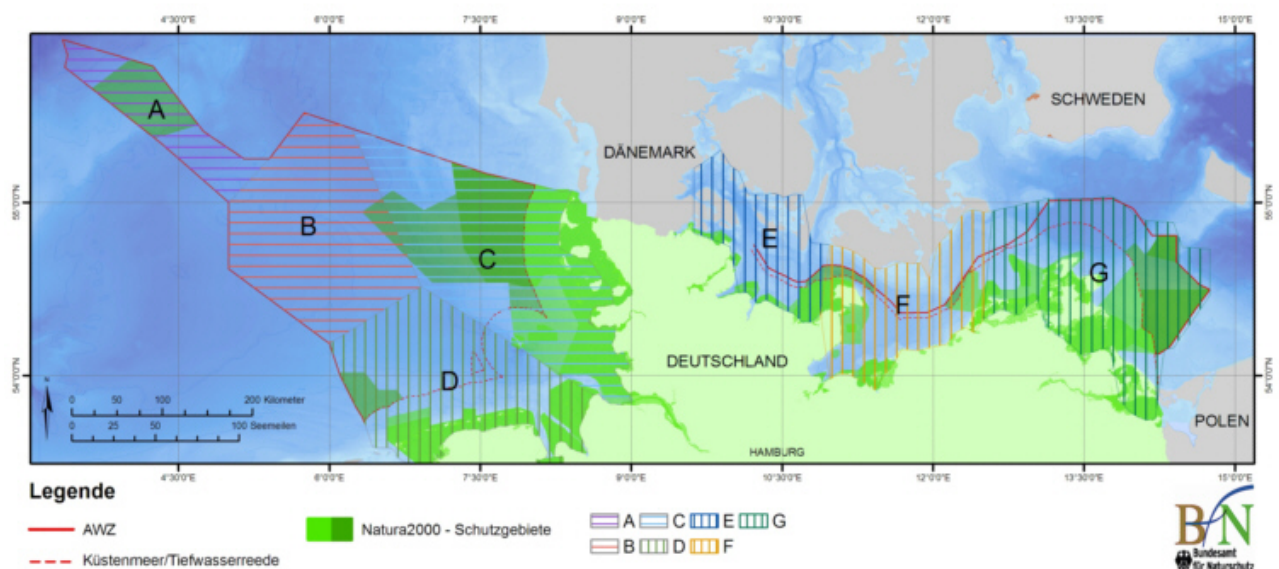 4°30'0"E 6°0'0"E 7°30'0"E 9°0'0"E 10°30'0"E 12°0'0"E 13°30'0"E 15°0'0"E
A
SCHWEDEN
DÄNEMARK
55°0'0"N 55°0'0"N
B
E
C
G
F
DEUTSCHLAND
54°0'0"N 54°0'0"N
D
N
0 50 100 200 Kilometer
0 25 50 100 Seemeilen
POLEN
HAMBURG
4°30'0"E 6°0'0"E 7°30'0"E 9°0'0"E 10°30'0"E 12°0'0"E 13°30'0"E 15°0'0"E
Legende
AWZ
Küstenmeer/Tiefwasserreede
Natura2000 - Schutzgebiete
A C E G
B D F
BfN
Bundesamt
für Naturschutz